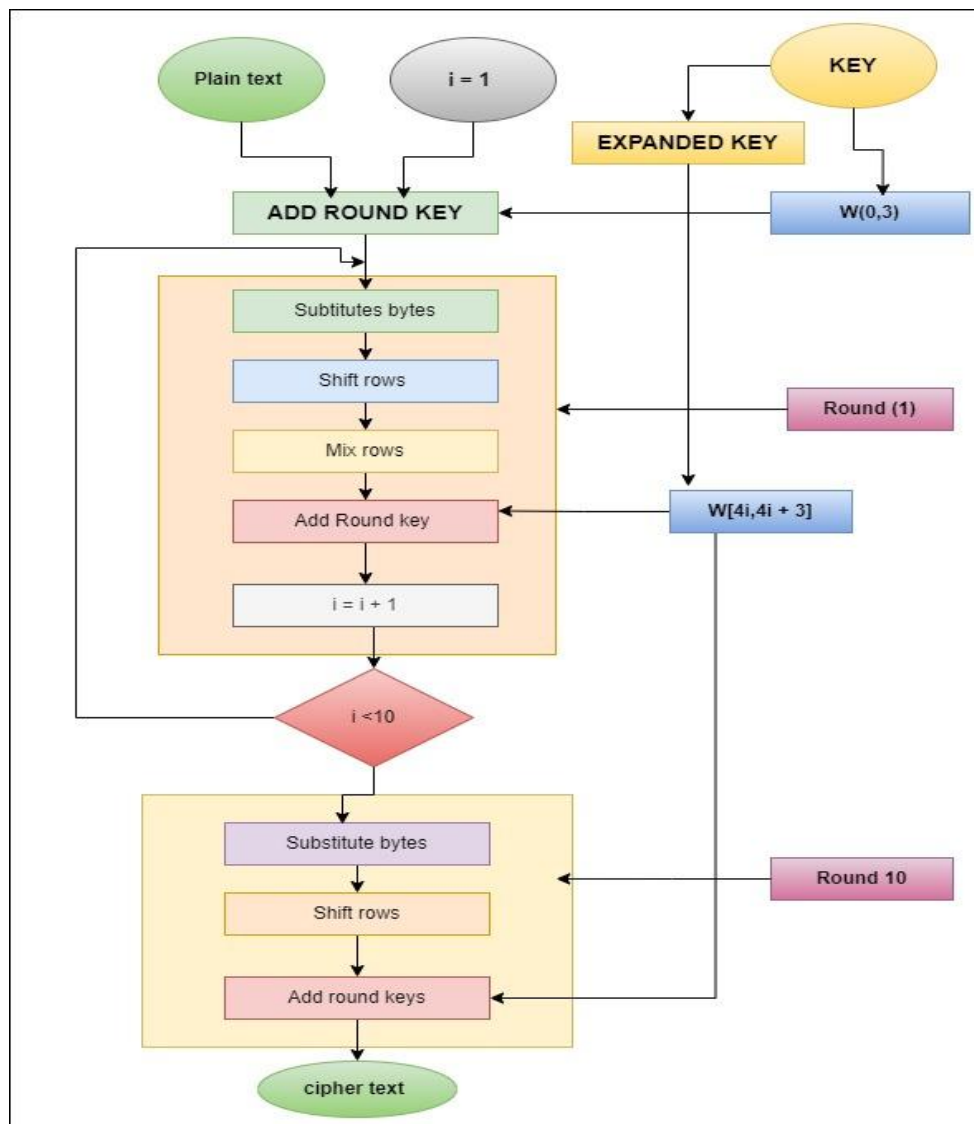 Plain text
i = 1
KEY
EXPANDED KEY
ADD ROUND KEY
W(0,3)
Subtitutes bytes
Shift rows
Round (1)
Mix rows
Add Round key
W[4i,4i + 3]
i = i + 1
i <10
Substitute bytes
Round 10
Shift rows
Add round keys
cipher text